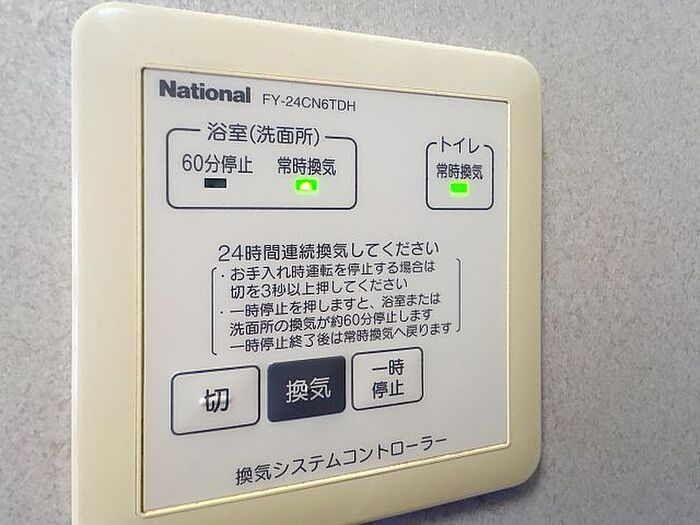 National FY-24CN6TDH
浴室(洗面所)
60分停止 常時換気
トイレ
常時換気
24時間連続換気してください
・お手入れ時運転を停止する場合は
切を3秒以上押してください
・一時停止を押しますと、浴室または
洗面所の換気が約60分停止します
一時停止終了後は常時換気へ戻ります
切
換気
一時
停止
換気システムコントローラー